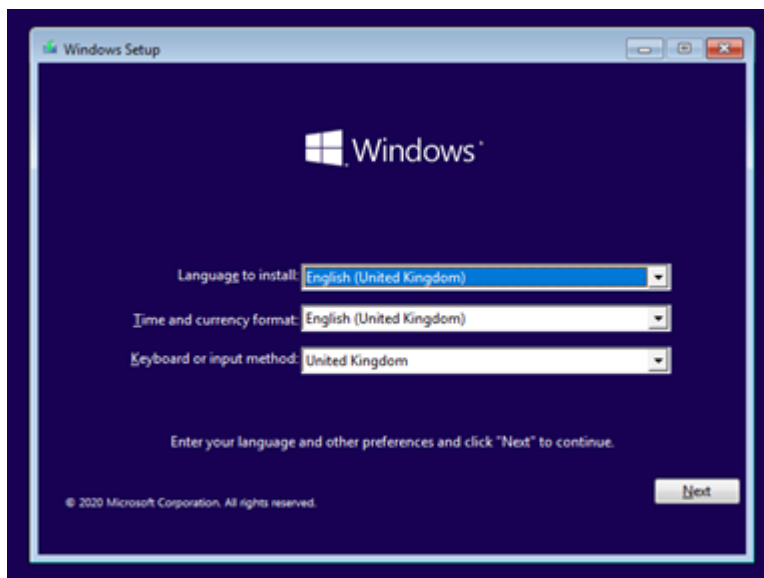 Windows Setup
Windows
Language to install: English (United Kingdom)
Time and currency format: English (United Kingdom)
Keyboard or input method: United Kingdom
Enter your language and other preferences and click "Next" to continue.
Next
© 2020 Microsoft Corporation. All rights reserved.